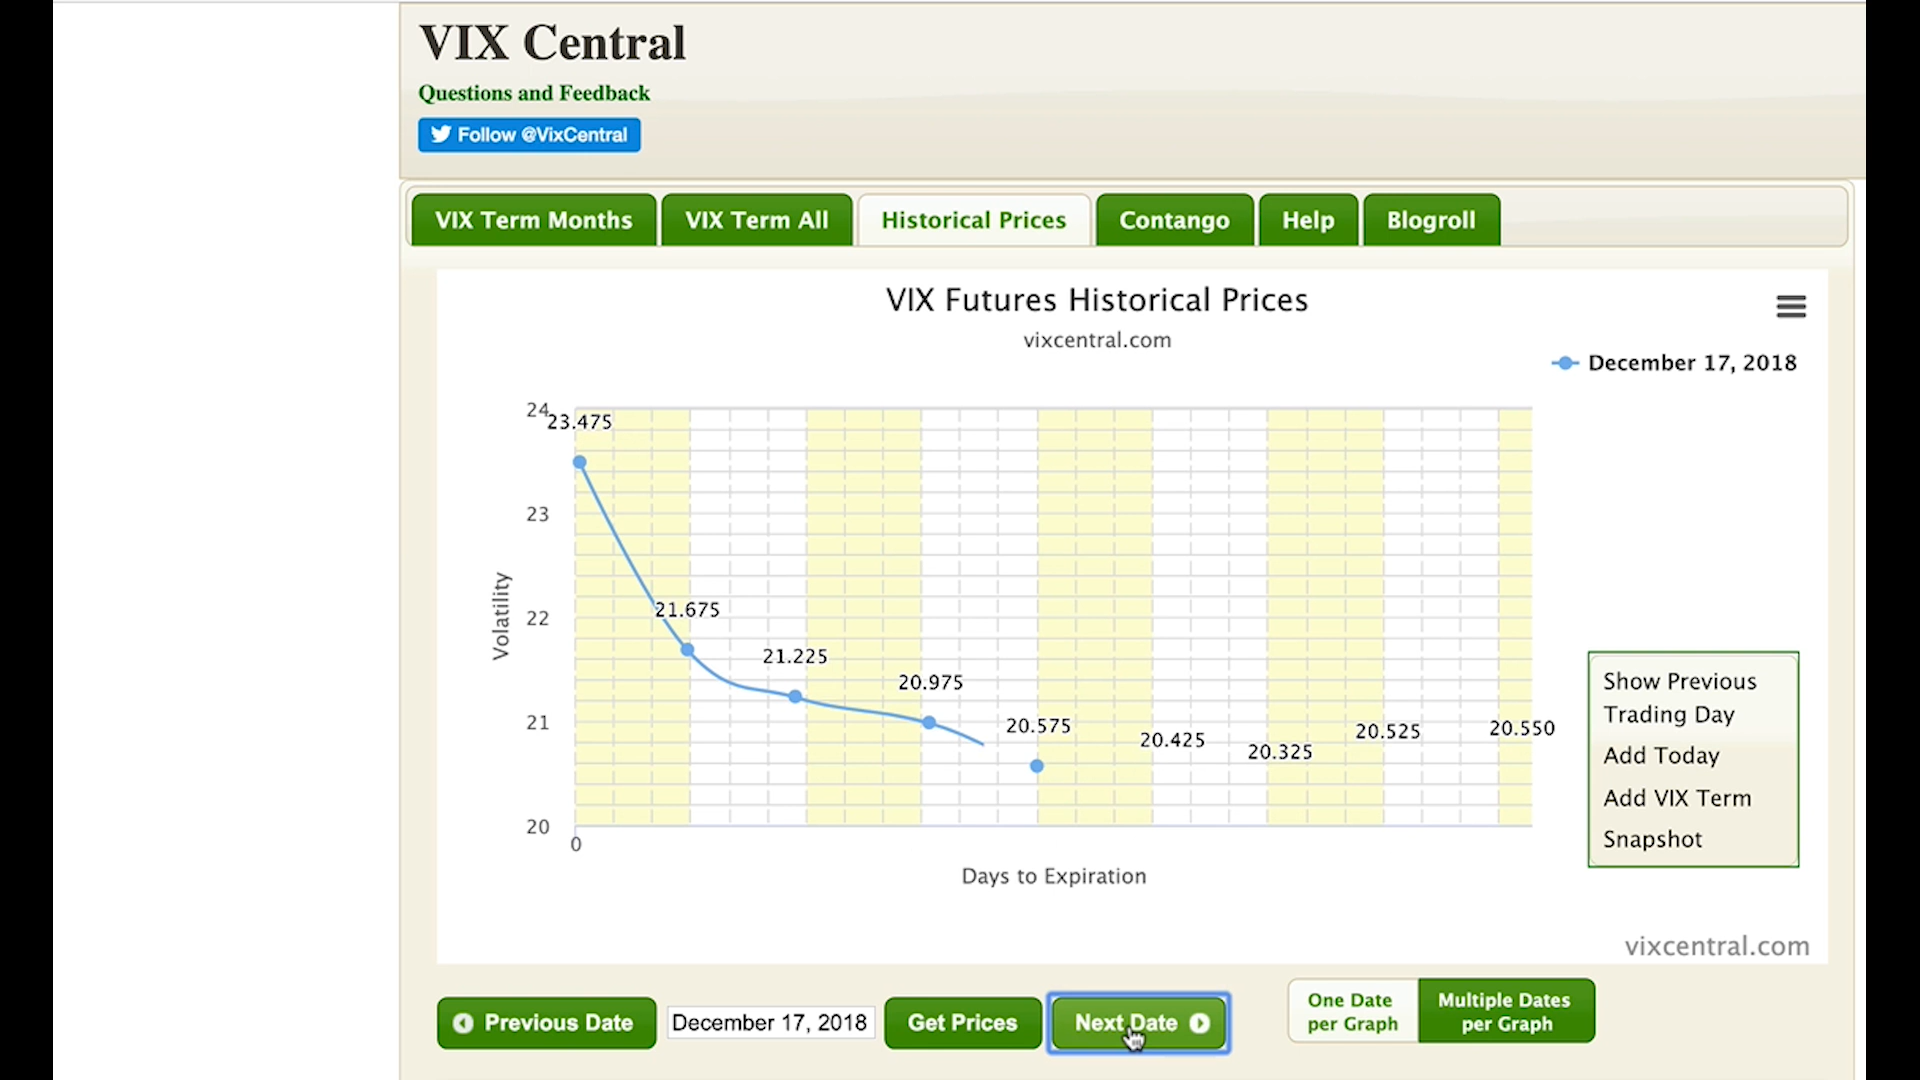 VIX Central
Questions and Feedback
Follow @VixCentral
VIX Term Months
VIX Term All
Historical Prices
Contango
Help
Blogroll
VIX Futures Historical Prices
vixcentral.com
December 17, 2018
24
23.475
23
Volatility
22
21.675
21.225
20.975
21
20.575
20.425
20.325
20.525
20.550
20
0
Days to Expiration
Show Previous
Trading Day
Add Today
Add VIX Term
Snapshot
vixcentral.com
Previous Date
December 17, 2018
Get Prices
Next Date
One Date
per Graph
Multiple Dates
per Graph